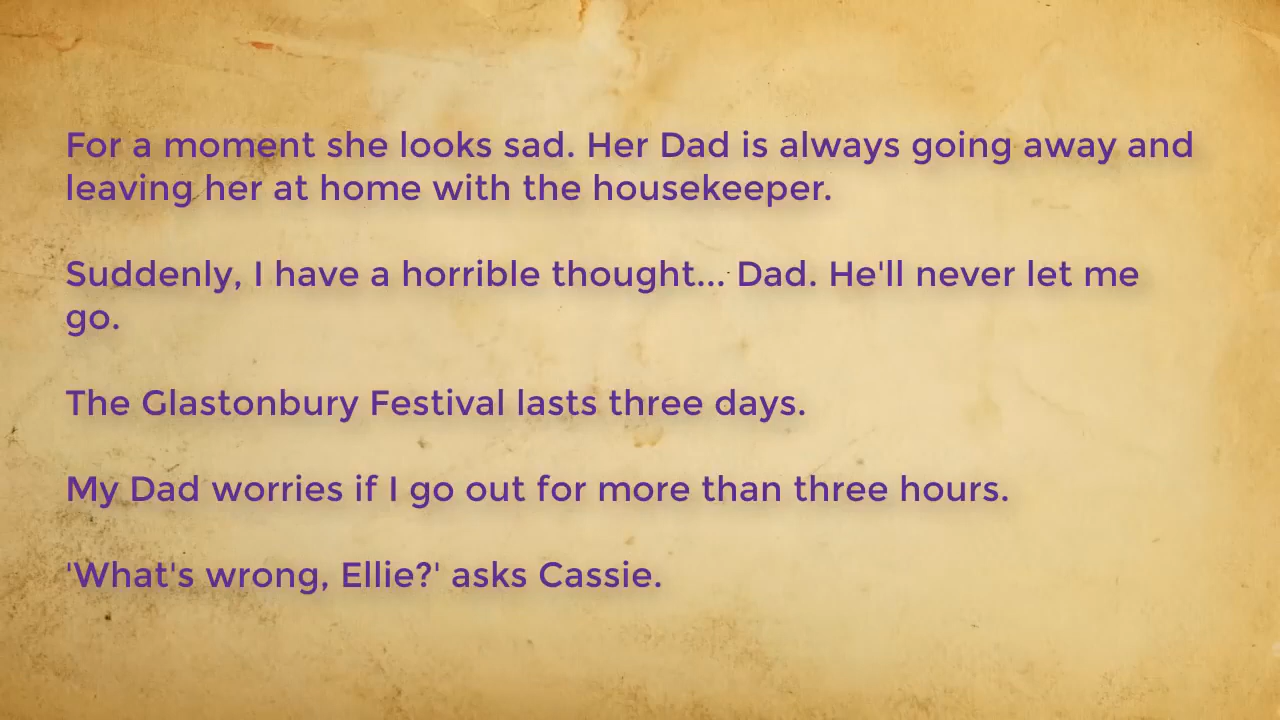 For a moment she looks sad. Her Dad is always going away and
leaving her at home with the housekeeper.
Suddenly, I have a horrible thought... Dad. He'll never let me
go.
The Glastonbury Festival lasts three days.
My Dad worries if I go out for more than three hours.
'What's wrong, Ellie?' asks Cassie.